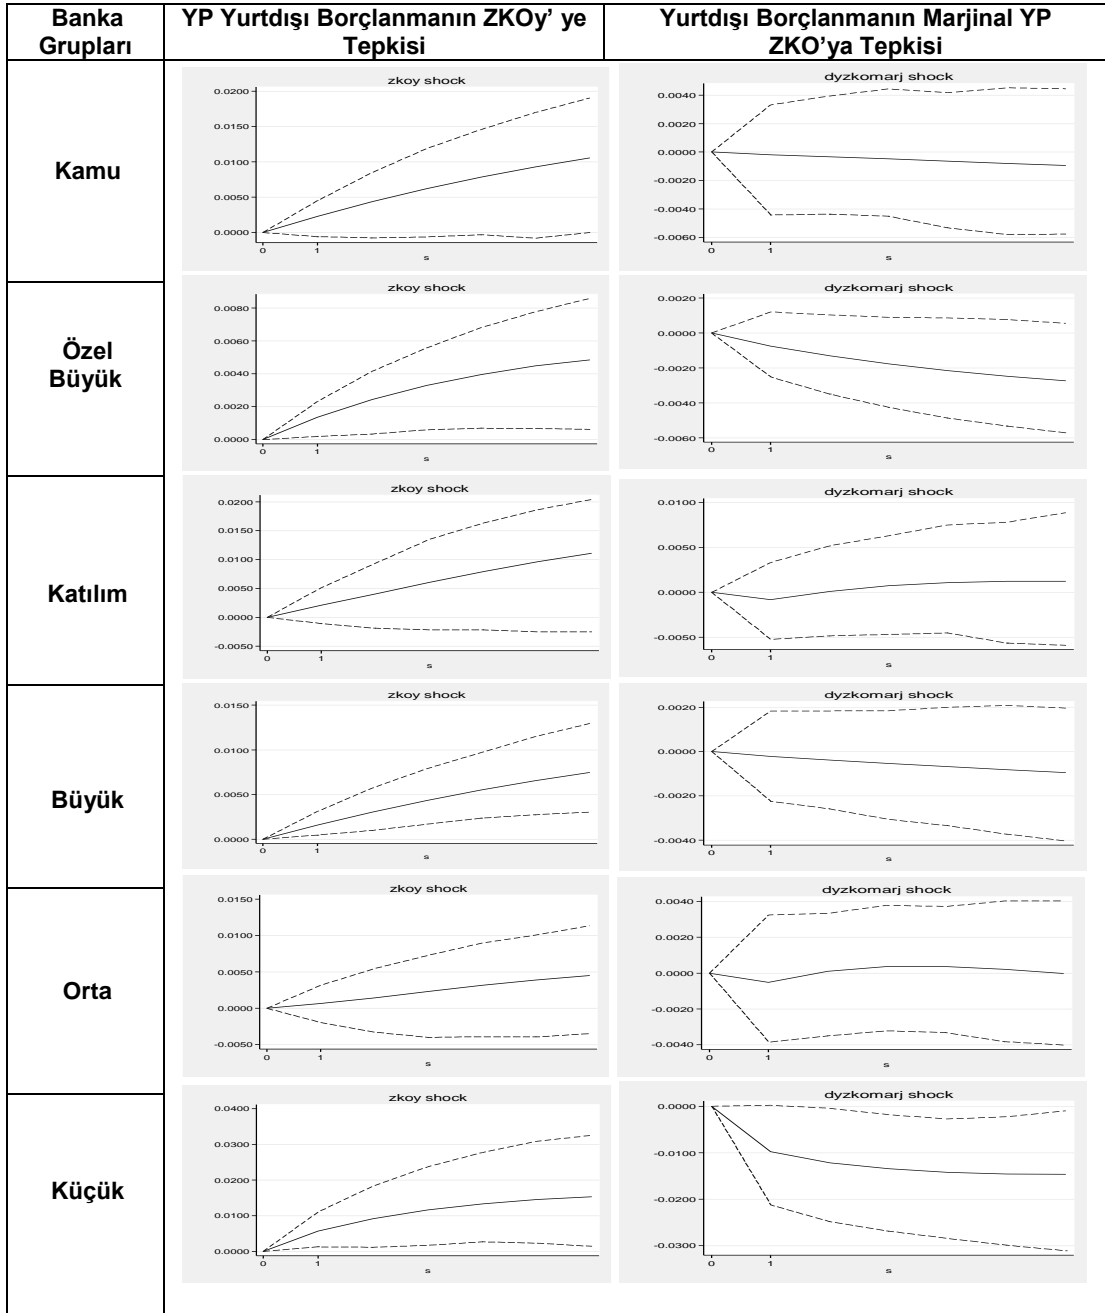 Banka
Grupları
YP Yurtdışı Borçlanmanın ZKOy' ye
Tepkisi
Yurtdışı Borçlanmanın Marjinal YP
ZKO'ya Tepkisi
Kamu
zkoy shock
0.0200
0.0150
0.0100
0.0050
0.0000
0
1
s
dyzkomarj shock
0.0040
0.0020
0.0000
-0.0020
-0.0040
-0.0060
0
1
s
Özel
Büyük
zkoy shock
0.0080
0.0060
0.0040
0.0020
0.0000
0
1
s
dyzkomarj shock
0.0020
0.0000
-0.0020
-0.0040
-0.0060
0
1
s
Katılım
zkoy shock
0.0200
0.0150
0.0100
0.0050
0.0000
-0.0050
0
1
s
dyzkomarj shock
0.0100
0.0050
0.0000
-0.0050
0
1
s
Büyük
zkoy shock
0.0150
0.0100
0.0050
0.0000
0
1
s
dyzkomarj shock
0.0020
0.0000
-0.0020
-0.0040
0
1
s
Orta
zkoy shock
0.0150
0.0100
0.0050
0.0000
-0.0050
0
1
s
dyzkomarj shock
0.0040
0.0020
0.0000
-0.0020
-0.0040
0
1
s
Küçük
zkoy shock
0.0400
0.0300
0.0200
0.0100
0.0000
0
1
s
dyzkomarj shock
0.0000
-0.0100
-0.0200
-0.0300
0
1
s